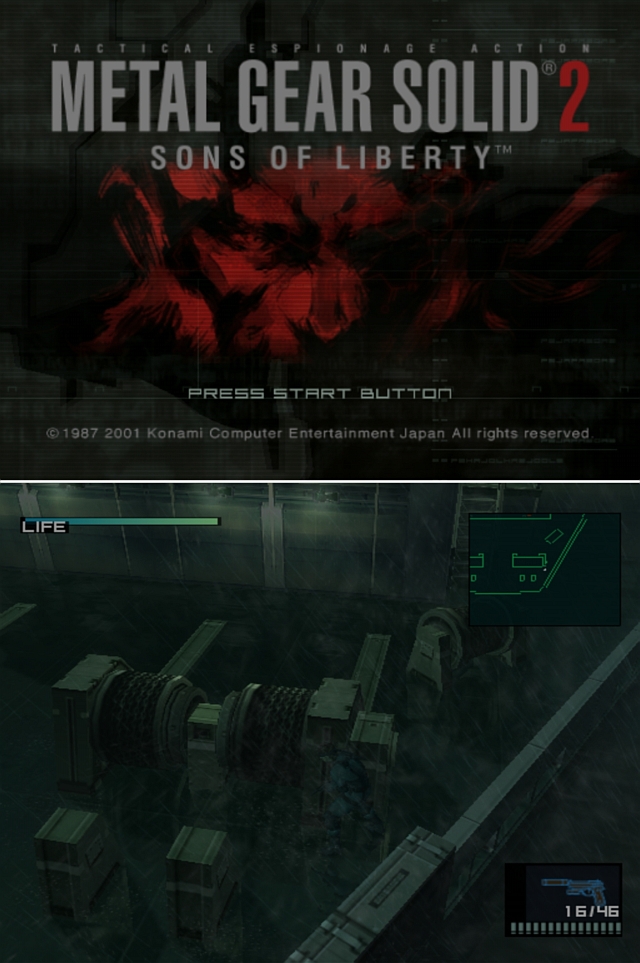 TACTICAL ESPIONAGE ACTION
METAL GEAR SOLID® 2
SONS OF LIBERTY™
PRESS START BUTTON
©1987 2001 Konami Computer Entertainment Japan All rights reserved.
LIFE
16/46